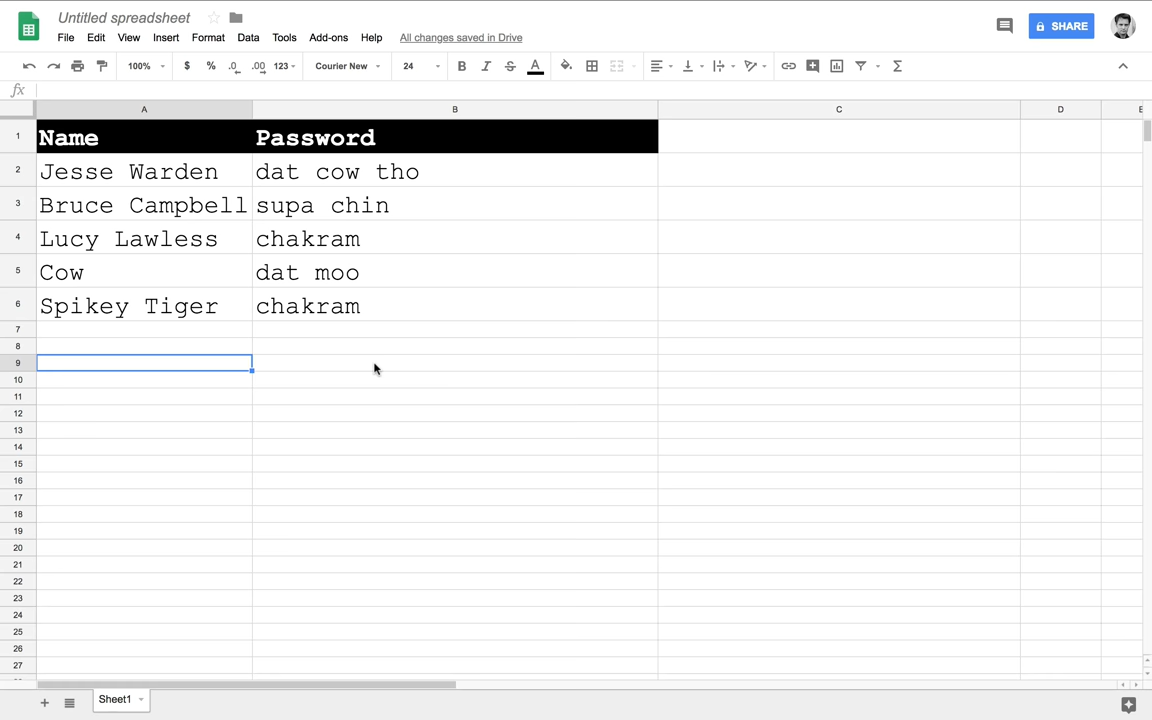 Untitled spreadsheet
File Edit View Insert Format Data Tools Add-ons Help All changes saved in Drive
SHARE
100% $ % .0 .00 123 Courier New 24 B I S A Σ
fx
A B C D E
1 Name Password
2 Jesse Warden dat cow tho
3 Bruce Campbell supa chin
4 Lucy Lawless chakram
5 Cow dat moo
6 Spikey Tiger chakram
7
8
9
10
11
12
13
14
15
16
17
18
19
20
21
22
23
24
25
26
27
+ Sheet1